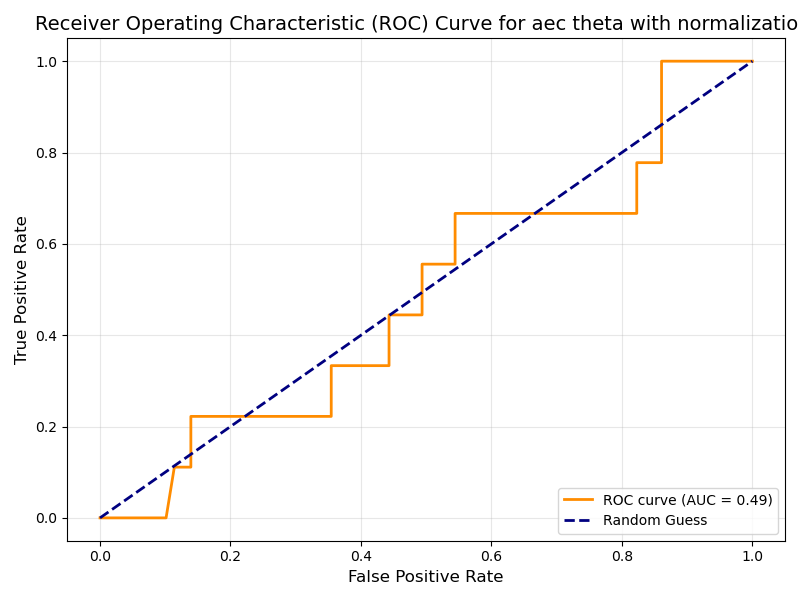 Receiver Operating Characteristic (ROC) Curve for aec theta with normalizatio
1.0
0.8
0.6
0.4
0.2
0.0
True Positive Rate
0.0 0.2 0.4 0.6 0.8 1.0
False Positive Rate
ROC curve (AUC = 0.49)
Random Guess